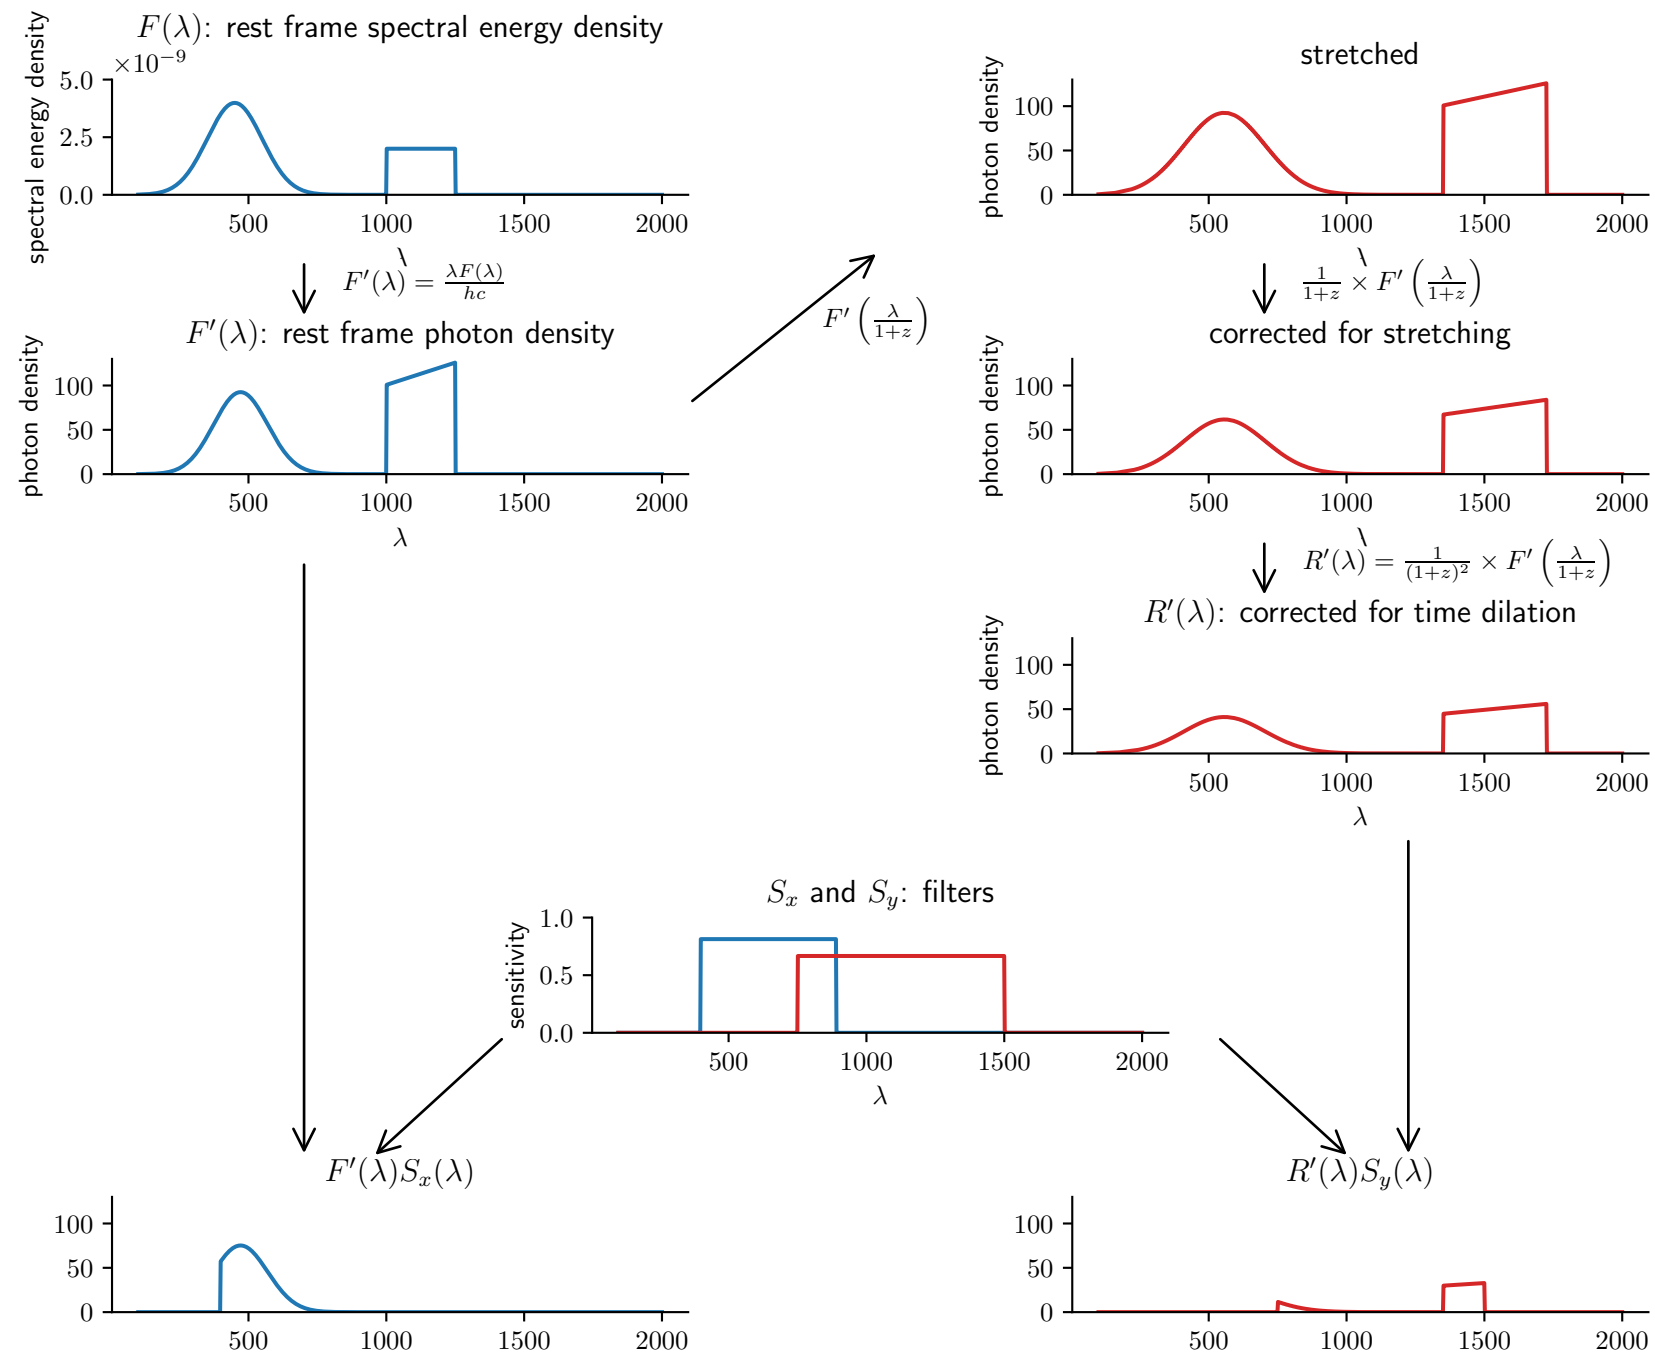 F(λ): rest frame spectral energy density
×10⁻⁹
spectral energy density
5.0
2.5
0.0
500 1000 1500 2000
λ
F′(λ) = λF(λ)/hc
F′(λ): rest frame photon density
photon density
100
50
0
500 1000 1500 2000
λ
F′(λ/(1+z))
stretched
photon density
100
50
0
500 1000 1500 2000
λ
1/(1+z) × F′(λ/(1+z))
corrected for stretching
photon density
100
50
0
500 1000 1500 2000
λ
R′(λ) = 1/(1+z)² × F′(λ/(1+z))
R′(λ): corrected for time dilation
photon density
100
50
0
500 1000 1500 2000
λ
Sₓ and S_y: filters
sensitivity
1.0
0.5
0.0
500 1000 1500 2000
λ
F′(λ)Sₓ(λ)
100
50
0
500 1000 1500 2000
R′(λ)S_y(λ)
100
50
0
500 1000 1500 2000